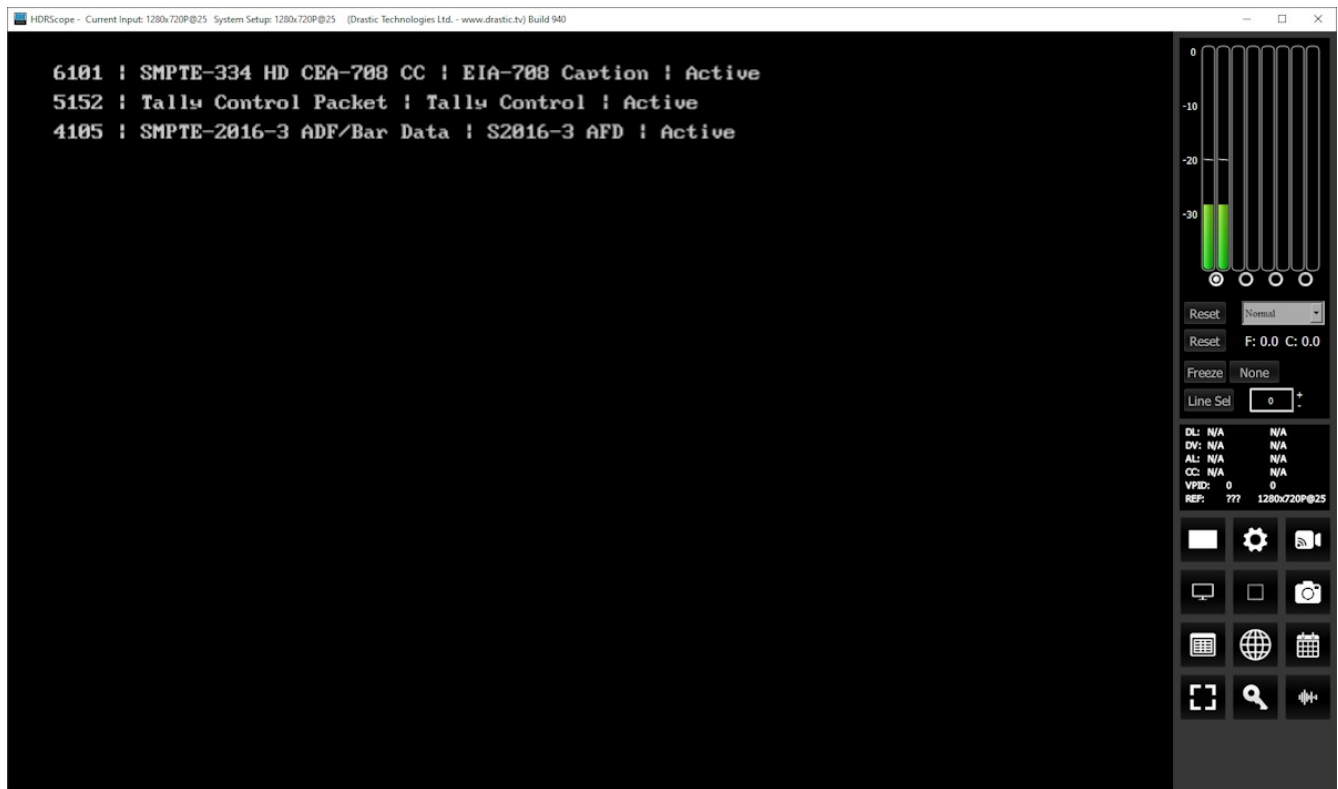 HDRScope - Current Input: 1280x720P@25 System Setup: 1280x720P@25 (Drastic Technologies Ltd. - www.drastic.tv) Build 940
6101 | SMPTE-334 HD CEA-708 CC | EIA-708 Caption | Active
5152 | Tally Control Packet | Tally Control | Active
4105 | SMPTE-2016-3 ADF/Bar Data | S2016-3 AFD | Active
0
-10
-20
-30
Reset Normal
Reset F: 0.0 C: 0.0
Freeze None
Line Sel 0 + -
DL: N/A N/A
DV: N/A N/A
AL: N/A N/A
CC: N/A N/A
VPID: 0 0
REF: ??? 1280x720P@25